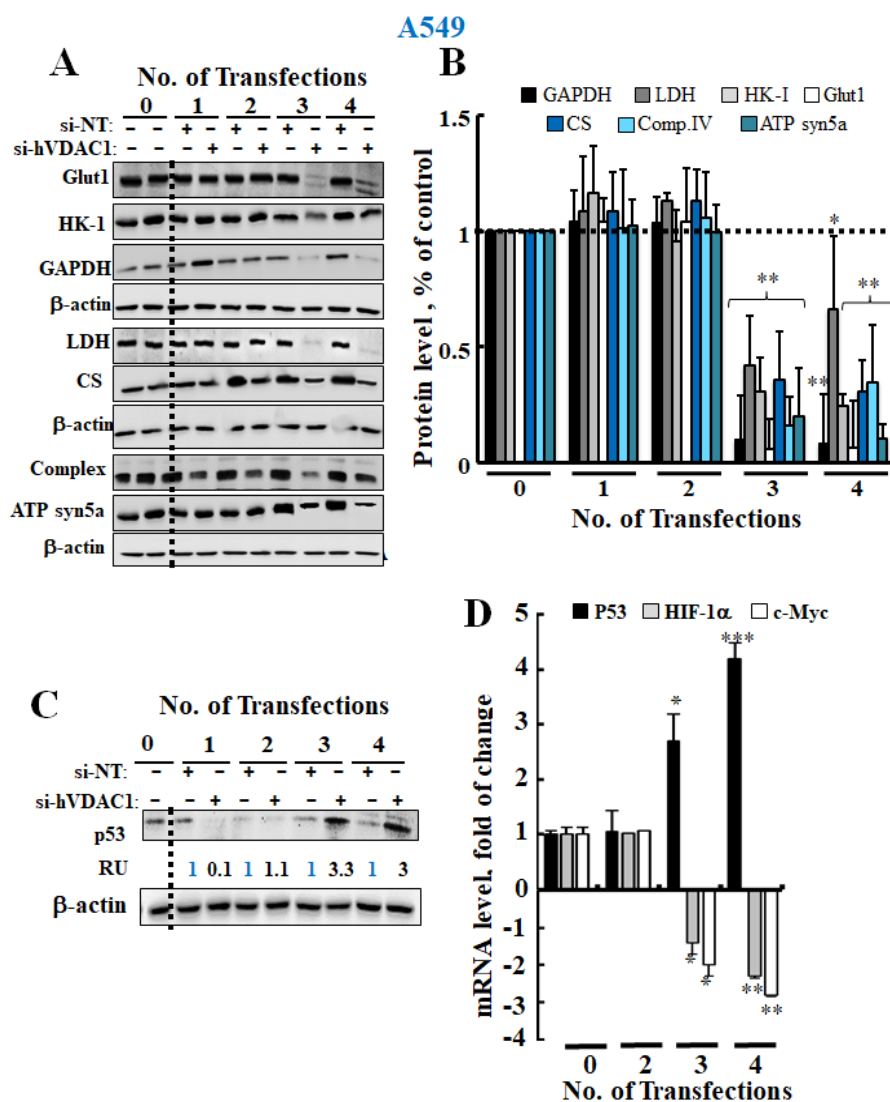 A549
A
No. of Transfections
0 1 2 3 4
si-NT: – – + – + – + – + –
si-hVDAC1: – – – + – + – + – +
Glut1
HK-1
GAPDH
β-actin
LDH
CS
β-actin
Complex
ATP syn5a
β-actin
B
GAPDH LDH HK-I Glut1
CS Comp.IV ATP syn5a
Protein level , % of control
1.5
1
0.5
0
**
**
*
**
0 1 2 3 4
No. of Transfections
C
No. of Transfections
0 1 2 3 4
si-NT: – + – + – + – + –
si-hVDAC1: – – + – + – + – +
p53
RU 1 0.1 1 1.1 1 3.3 1 3
β-actin
D
P53 HIF-1α c-Myc
mRNA level, fold of change
5
4
3
2
1
0
-1
-2
-3
-4
*
***
*
*
**
**
0 2 3 4
No. of Transfections